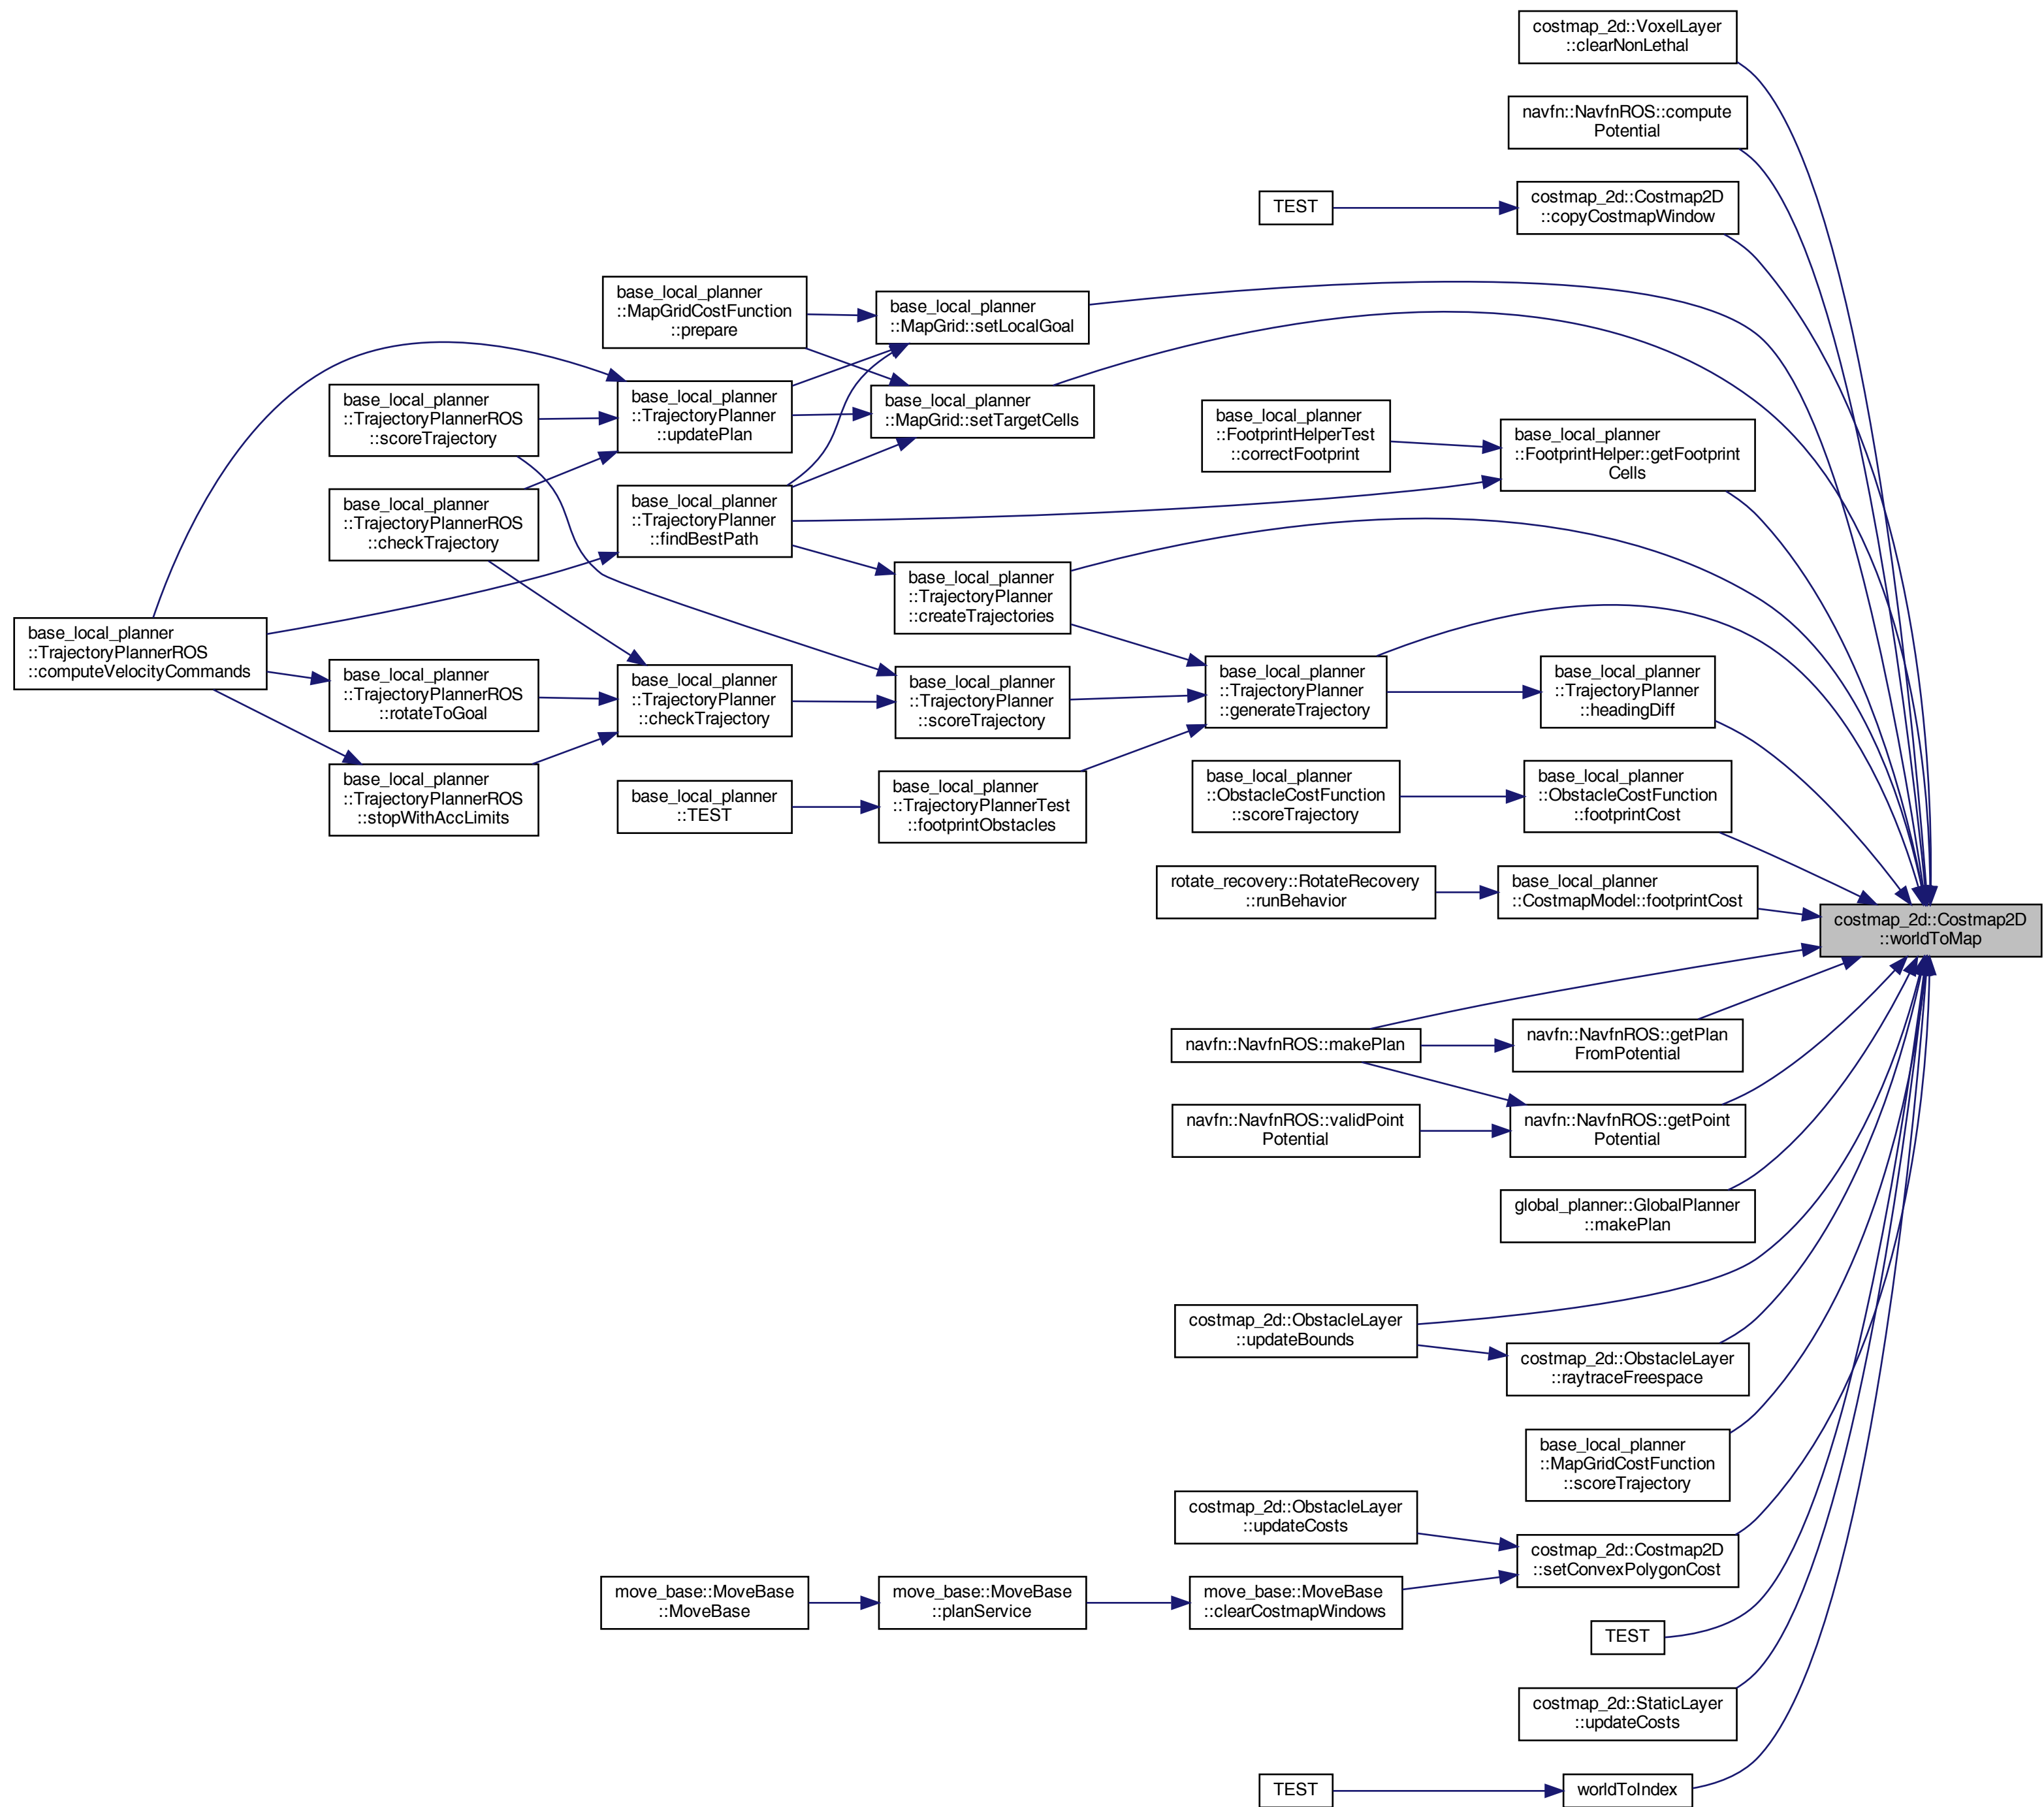 costmap_2d::VoxelLayer
::clearNonLethal
navfn::NavfnROS::compute
Potential
TEST
costmap_2d::Costmap2D
::copyCostmapWindow
base_local_planner
::MapGridCostFunction
::prepare
base_local_planner
::MapGrid::setLocalGoal
base_local_planner
::TrajectoryPlannerROS
::scoreTrajectory
base_local_planner
::TrajectoryPlanner
::updatePlan
base_local_planner
::MapGrid::setTargetCells
base_local_planner
::FootprintHelperTest
::correctFootprint
base_local_planner
::FootprintHelper::getFootprint
Cells
base_local_planner
::TrajectoryPlannerROS
::checkTrajectory
base_local_planner
::TrajectoryPlanner
::findBestPath
base_local_planner
::TrajectoryPlanner
::createTrajectories
base_local_planner
::TrajectoryPlannerROS
::computeVelocityCommands
base_local_planner
::TrajectoryPlannerROS
::rotateToGoal
base_local_planner
::TrajectoryPlanner
::checkTrajectory
base_local_planner
::TrajectoryPlanner
::scoreTrajectory
base_local_planner
::TrajectoryPlanner
::generateTrajectory
base_local_planner
::TrajectoryPlanner
::headingDiff
base_local_planner
::TrajectoryPlannerROS
::stopWithAccLimits
base_local_planner
::TEST
base_local_planner
::TrajectoryPlannerTest
::footprintObstacles
base_local_planner
::ObstacleCostFunction
::scoreTrajectory
base_local_planner
::ObstacleCostFunction
::footprintCost
rotate_recovery::RotateRecovery
::runBehavior
base_local_planner
::CostmapModel::footprintCost
costmap_2d::Costmap2D
::worldToMap
navfn::NavfnROS::makePlan
navfn::NavfnROS::getPlan
FromPotential
navfn::NavfnROS::validPoint
Potential
navfn::NavfnROS::getPoint
Potential
global_planner::GlobalPlanner
::makePlan
costmap_2d::ObstacleLayer
::updateBounds
costmap_2d::ObstacleLayer
::raytraceFreespace
base_local_planner
::MapGridCostFunction
::scoreTrajectory
costmap_2d::ObstacleLayer
::updateCosts
costmap_2d::Costmap2D
::setConvexPolygonCost
move_base::MoveBase
::MoveBase
move_base::MoveBase
::planService
move_base::MoveBase
::clearCostmapWindows
TEST
costmap_2d::StaticLayer
::updateCosts
TEST
worldToIndex